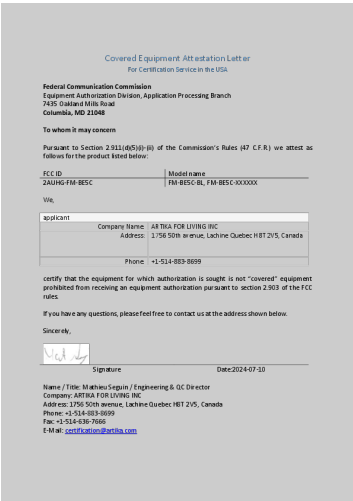 Covered Equipment Attestation Letter
For Certification Service in the USA
Federal Communication Commission
Equipment Authorization Division, Application Processing Branch
7435 Oakland Mills Road
Columbia, MD 21048
To whom it may concern
Pursuant to Section 2.911(d)(5)(i)-(ii) of the Commission's Rules (47 C.F.R.) we attest as
follows for the product listed below:
FCC ID Model name
2AUHG-FM-BE5C FM-BE5C-BL, FM-BE5C-XXXXXX
We,
applicant
Company Name: ARTIKA FOR LIVING INC
Address: 1756 50th avenue, Lachine Quebec H8T 2V5, Canada
Phone: +1-514-883-8699
certify that the equipment for which authorization is sought is not "covered" equipment
prohibited from receiving an equipment authorization pursuant to section 2.903 of the FCC
rules.
If you have any questions, please feel free to contact us at the address shown below.
Sincerely,
Signature Date:2024-07-10
Name / Title: Mathieu Seguin / Engineering & QC Director
Company: ARTIKA FOR LIVING INC
Address: 1756 50th avenue, Lachine Quebec H8T 2V5, Canada
Phone: +1-514-883-8699
Fax: +1-514-636-7666
E-Mail: certification@artika.com